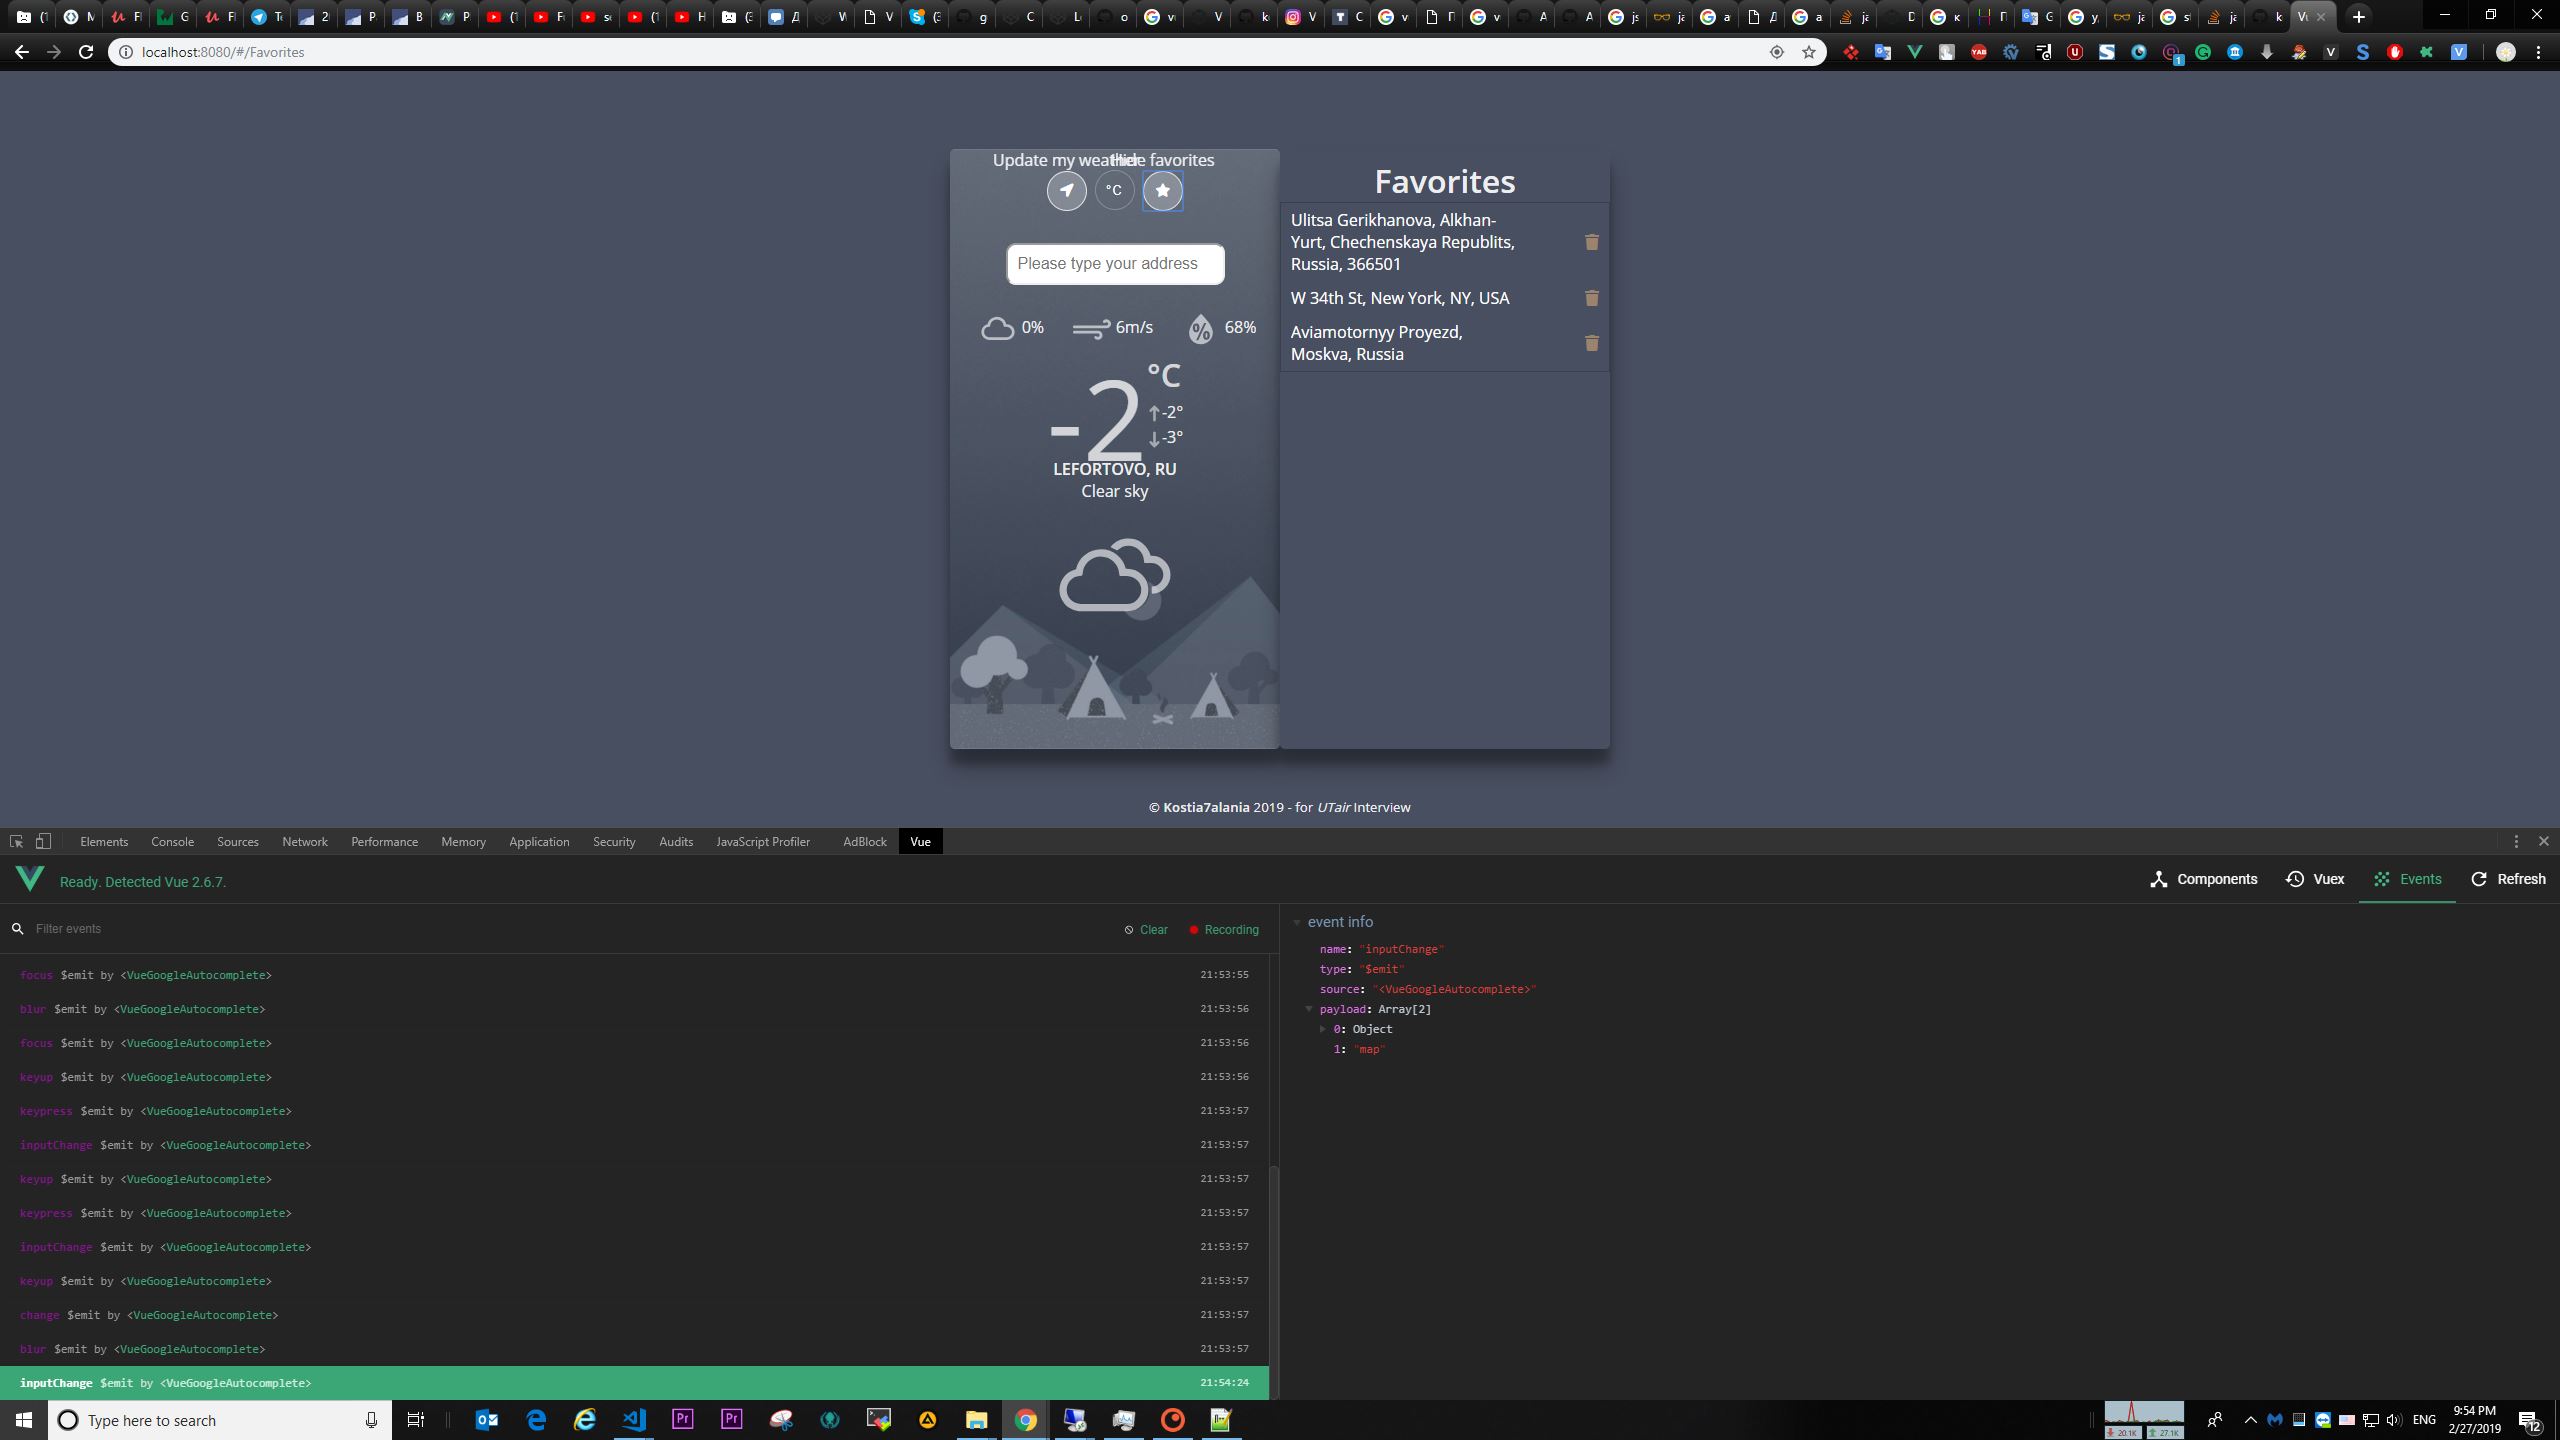 localhost:8080/#/Favorites
Update my weather
Hide favorites
°C
Please type your address
0%
6m/s
68%
-2
°C
-2°
-3°
LEFORTOVO, RU
Clear sky
Favorites
Ulitsa Gerikhanova, Alkhan-
Yurt, Chechenskaya Republits,
Russia, 366501
W 34th St, New York, NY, USA
Aviamotornyy Proyezd,
Moskva, Russia
© Kostia7alania 2019 - for UTair Interview
Elements Console Sources Network Performance Memory Application Security Audits JavaScript Profiler AdBlock Vue
Ready. Detected Vue 2.6.7.
Components Vuex Events Refresh
Filter events
Clear Recording
focus $emit by <VueGoogleAutocomplete> 21:53:55
blur $emit by <VueGoogleAutocomplete> 21:53:56
focus $emit by <VueGoogleAutocomplete> 21:53:56
keyup $emit by <VueGoogleAutocomplete> 21:53:56
keypress $emit by <VueGoogleAutocomplete> 21:53:57
inputChange $emit by <VueGoogleAutocomplete> 21:53:57
keyup $emit by <VueGoogleAutocomplete> 21:53:57
keypress $emit by <VueGoogleAutocomplete> 21:53:57
inputChange $emit by <VueGoogleAutocomplete> 21:53:57
keyup $emit by <VueGoogleAutocomplete> 21:53:57
change $emit by <VueGoogleAutocomplete> 21:53:57
blur $emit by <VueGoogleAutocomplete> 21:53:57
inputChange $emit by <VueGoogleAutocomplete> 21:54:24
event info
name: "inputChange"
type: "$emit"
source: "<VueGoogleAutocomplete>"
payload: Array[2]
0: Object
1: "map"
Type here to search
20.1K 27.1K
ENG
9:54 PM
2/27/2019
12